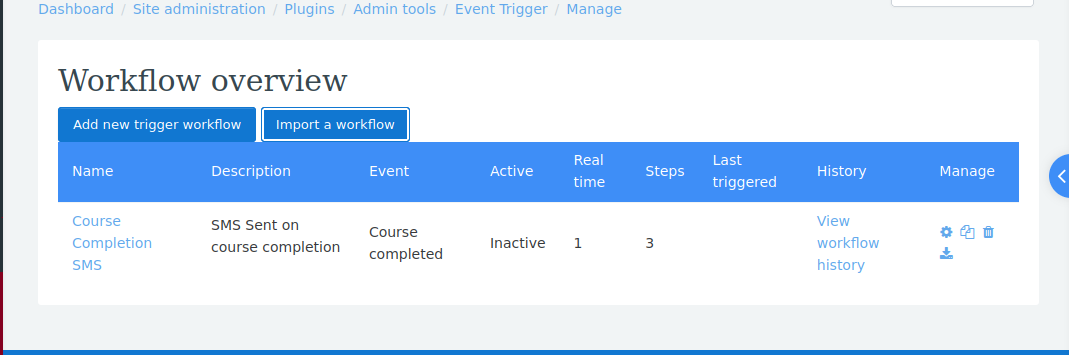 Dashboard / Site administration / Plugins / Admin tools / Event Trigger / Manage
Workflow overview
Add new trigger workflow Import a workflow
Name Description Event Active Real time Steps Last triggered History Manage
Course Completion SMS SMS Sent on course completion Course completed Inactive 1 3 View workflow history